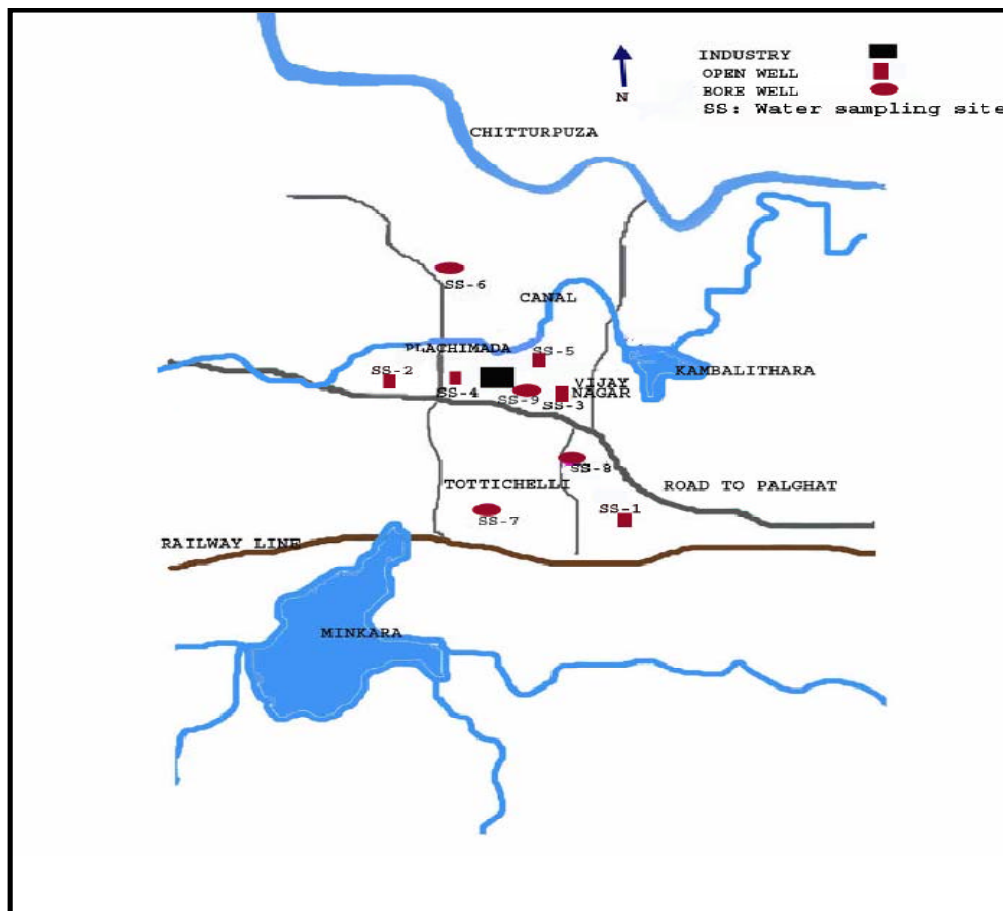 INDUSTRY
OPEN WELL
BORE WELL
SS: Water sampling site
N
CHITTURPUZA
SS-6
CANAL
PLACHIMADA
SS-5
SS-2
KAMBALITHARA
SS-4
SS-9
VIJAY
NAGAR
SS-3
SS-8
TOTTICHELLI
ROAD TO PALGHAT
SS-1
SS-7
RAILWAY LINE
MINKARA